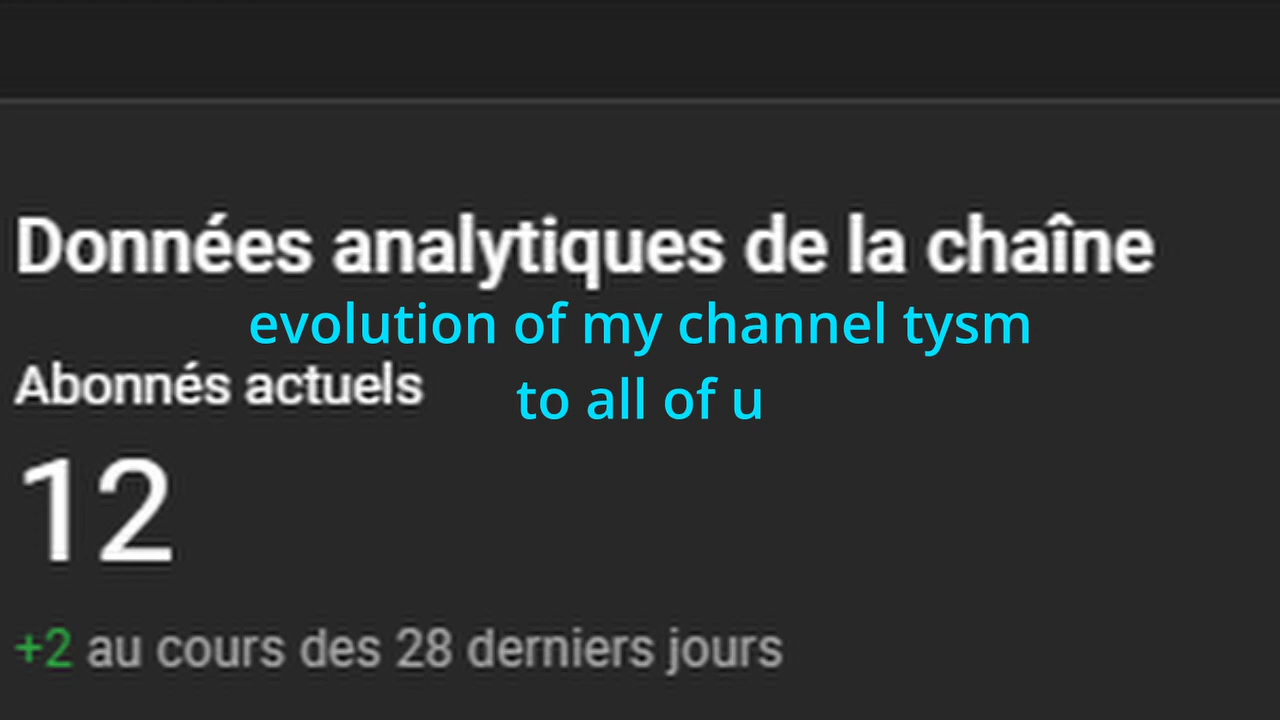 Données analytiques de la chaîne
evolution of my channel tysm
to all of u
Abonnés actuels
12
+2 au cours des 28 derniers jours